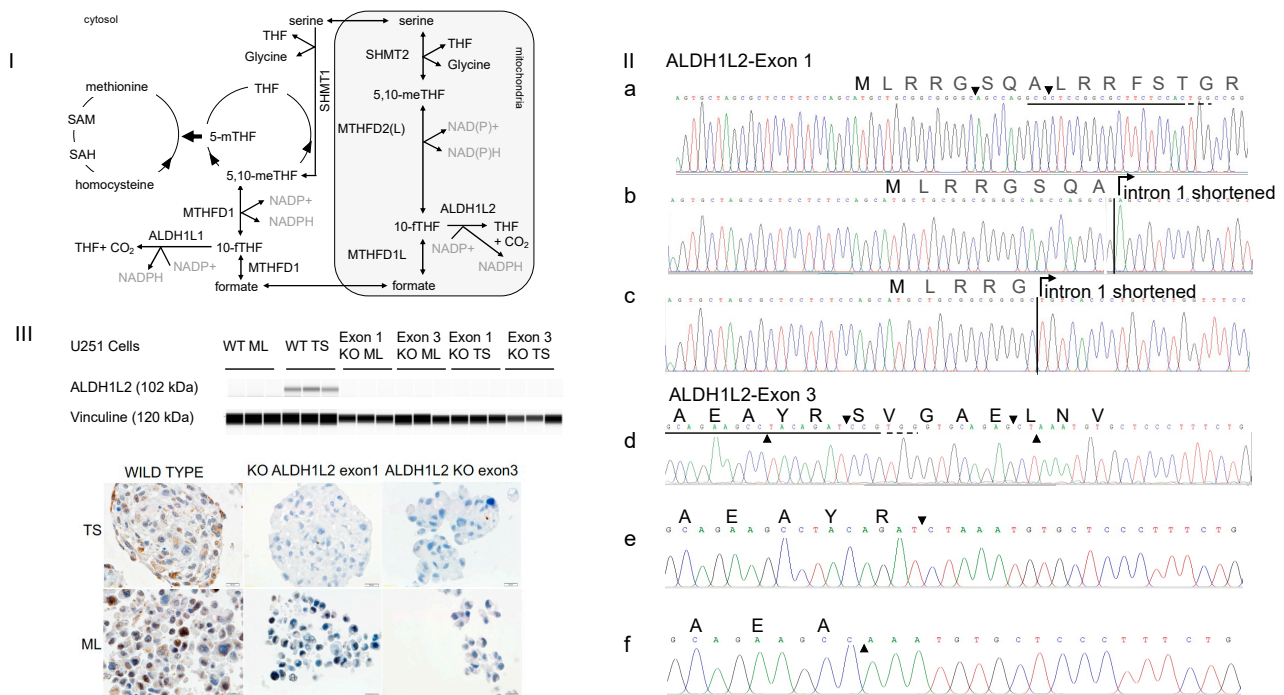 I
cytosol
serine
serine
THF
Glycine
SHMT1
SHMT2
THF
Glycine
mitochondria
methionine
THF
5,10-meTHF
SAM
5-mTHF
MTHFD2(L)
NAD(P)+
NAD(P)H
SAH
homocysteine
5,10-meTHF
MTHFD1
NADP+
NADPH
10-fTHF
ALDH1L2
THF
+ CO2
NADP+
NADPH
THF+ CO2
ALDH1L1
10-fTHF
NADPH
NADP+
MTHFD1
MTHFD1L
formate
formate
II
ALDH1L2-Exon 1
a
M L R R G S Q A L R R F S T G R
A G T G C T A G C G C T C C T C T C C A G C A T G C T G C G G C G G G G C A G C C A G G C G C T C C G G C G C T T C T C C A C T G G C C G G
b
M L R R G S Q A
intron 1 shortened
A G T G C T A G C G C T C C T C T C C A G C A T G C T G C G G C G G G G C A G C C A G G C G
c
M L R R G
intron 1 shortened
A G T G C T A G C G C T C C T C T C C A G C A T G C T G C G G C G G G G C
ALDH1L2-Exon 3
d
A E A Y R S V G A E L N V
G C A G A A G C C T A C A G A T C C G T G G G T G C A G A G C T A A A T G T G C T C C C T T T C T G
e
A E A Y R
G C A G A A G C C T A C A G A T C T A A A T G T G C T C C C T T T C T G
f
A E A
G C A G A A G C C A A A T G T G C T C C C T T T C T G
III
U251 Cells
WT ML
WT TS
Exon 1 KO ML
Exon 3 KO ML
Exon 1 KO TS
Exon 3 KO TS
ALDH1L2 (102 kDa)
Vinculine (120 kDa)
WILD TYPE
KO ALDH1L2 exon1
ALDH1L2 KO exon3
TS
ML